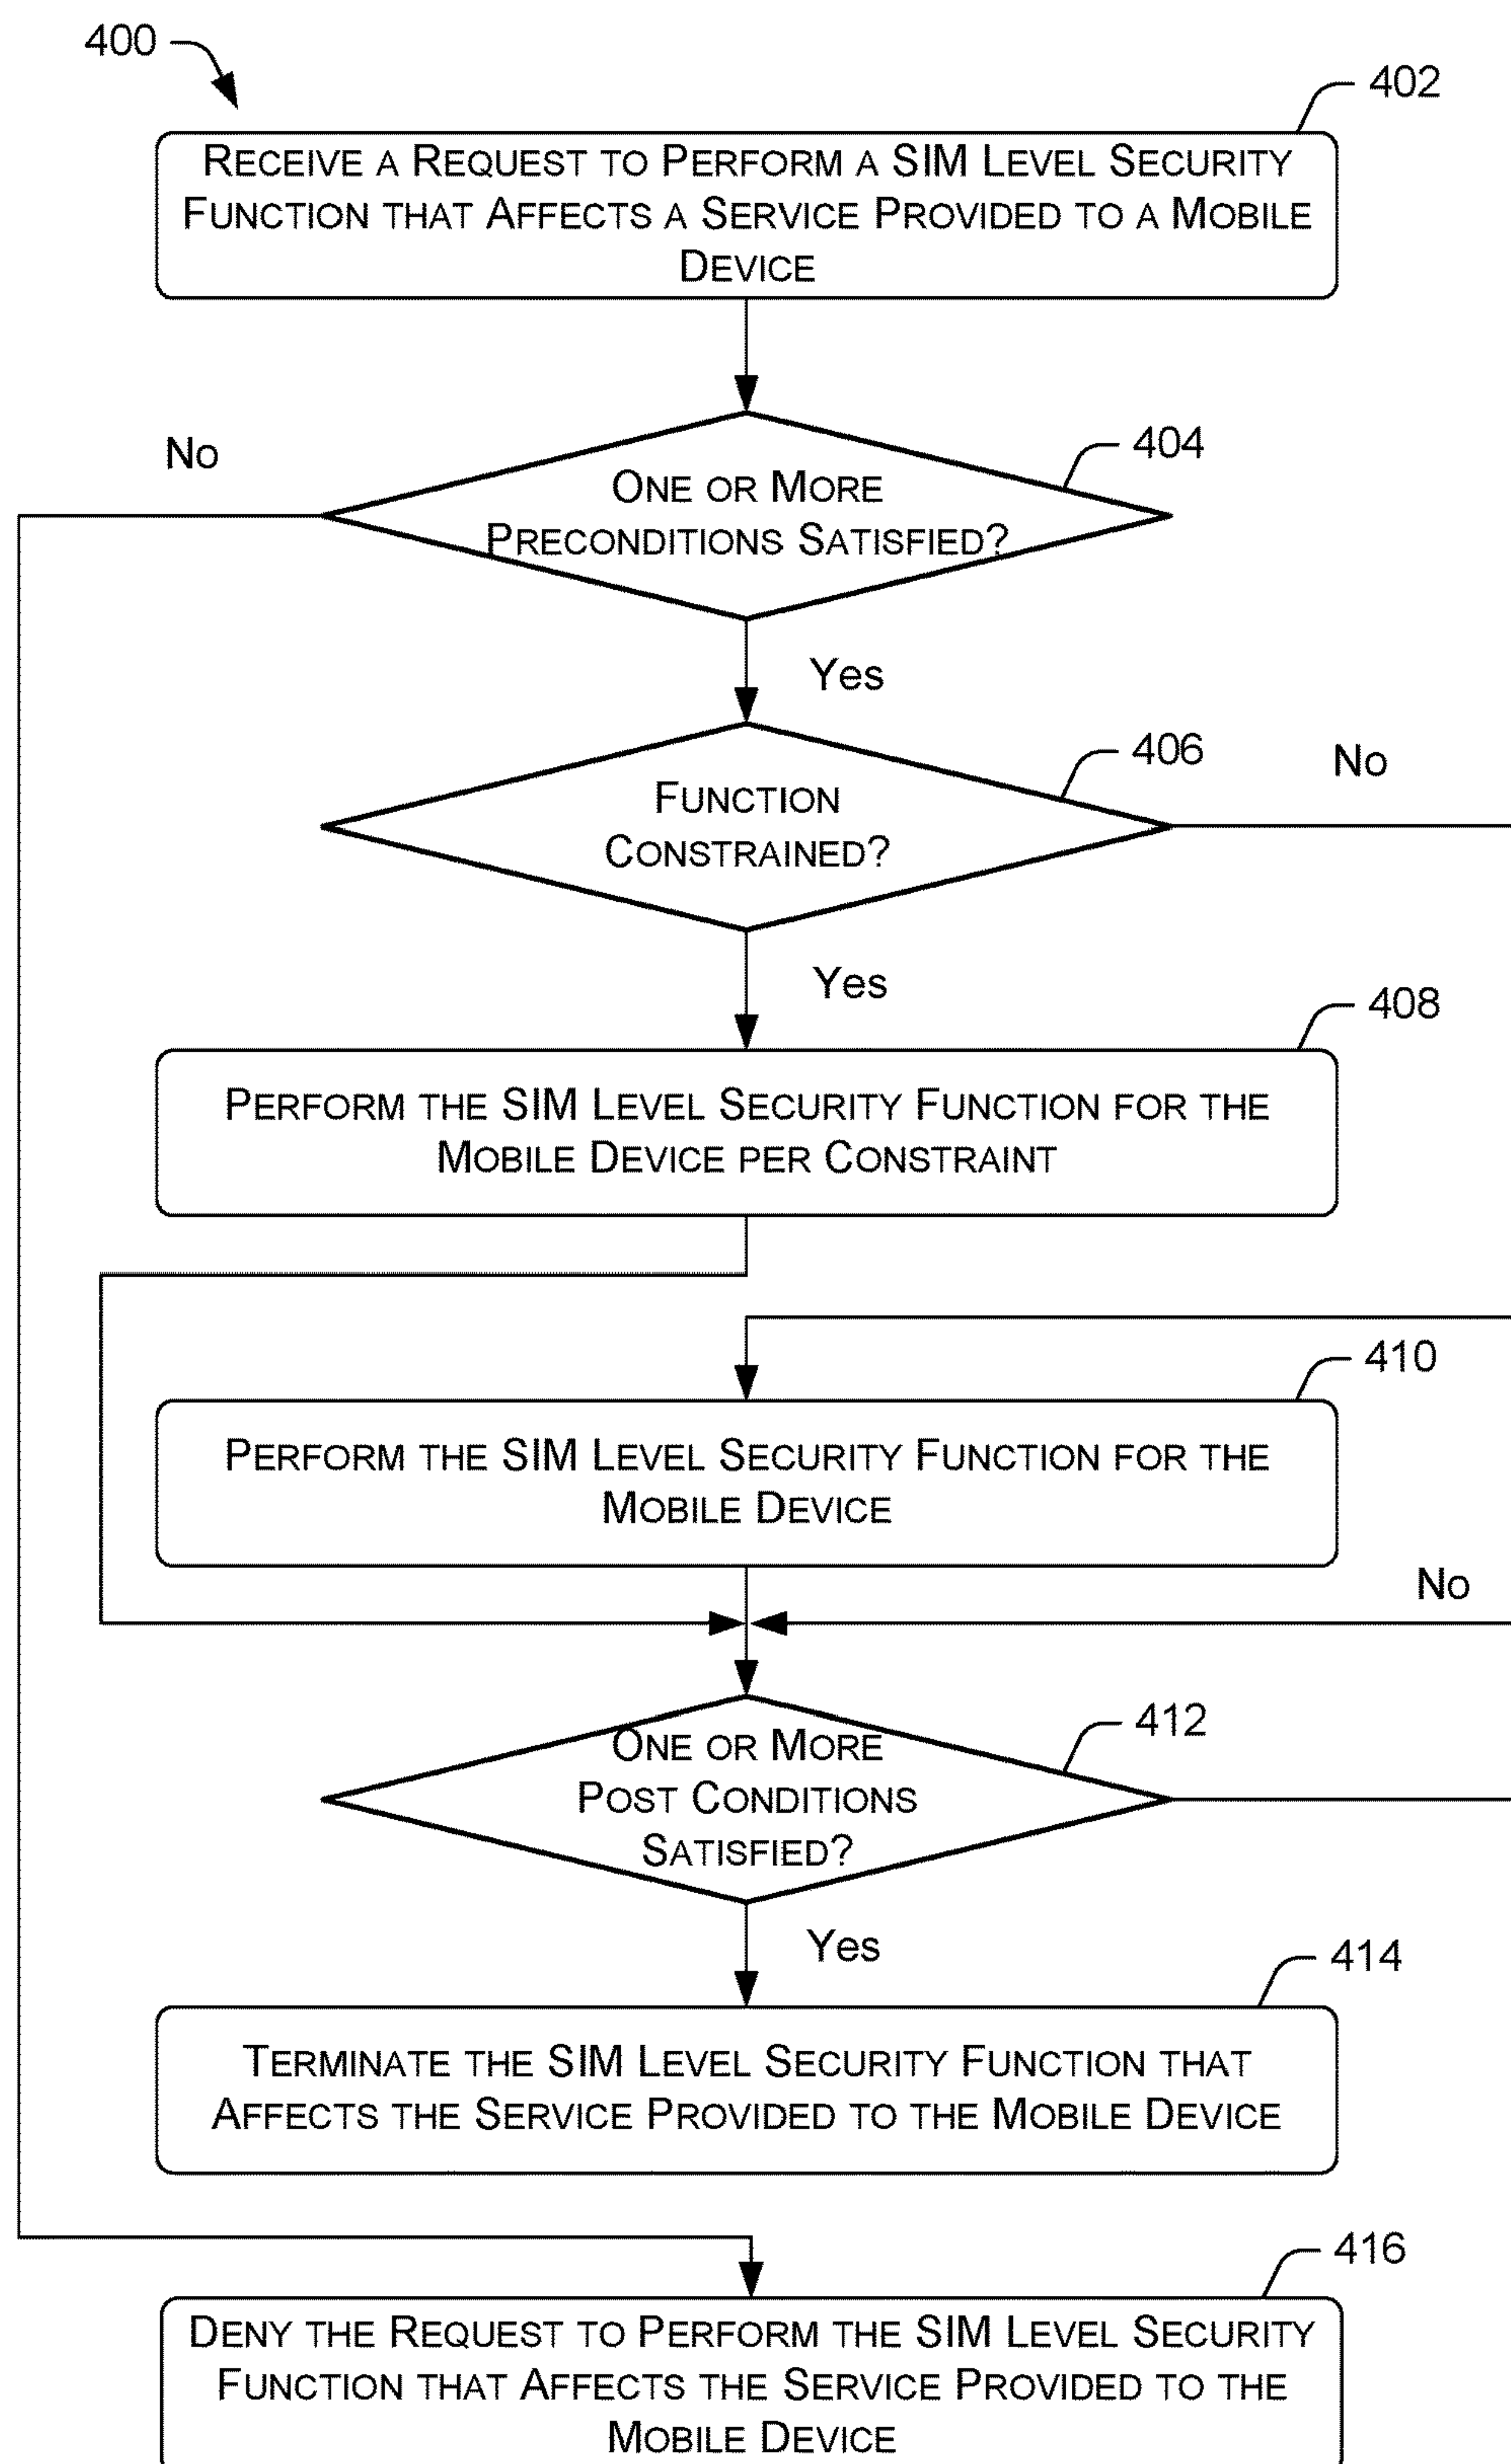 400
402
RECEIVE A REQUEST TO PERFORM A SIM LEVEL SECURITY
FUNCTION THAT AFFECTS A SERVICE PROVIDED TO A MOBILE
DEVICE
No
404
ONE OR MORE
PRECONDITIONS SATISFIED?
Yes
406
No
FUNCTION
CONSTRAINED?
Yes
408
PERFORM THE SIM LEVEL SECURITY FUNCTION FOR THE
MOBILE DEVICE PER CONSTRAINT
410
PERFORM THE SIM LEVEL SECURITY FUNCTION FOR THE
MOBILE DEVICE
No
412
ONE OR MORE
POST CONDITIONS
SATISFIED?
Yes
414
TERMINATE THE SIM LEVEL SECURITY FUNCTION THAT
AFFECTS THE SERVICE PROVIDED TO THE MOBILE DEVICE
416
DENY THE REQUEST TO PERFORM THE SIM LEVEL SECURITY
FUNCTION THAT AFFECTS THE SERVICE PROVIDED TO THE
MOBILE DEVICE